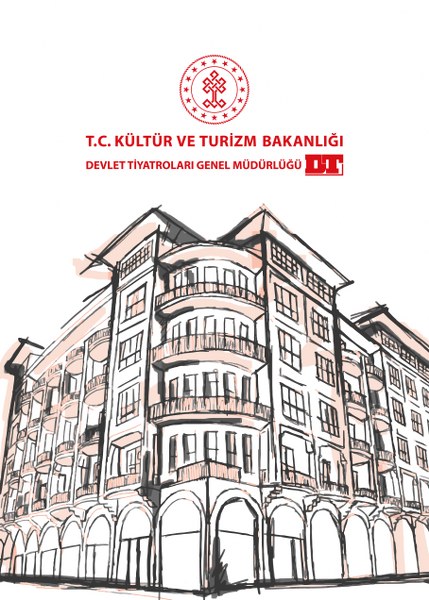 T.C. KÜLTÜR VE TURİZM BAKANLIĞI
DEVLET TİYATROLARI GENEL MÜDÜRLÜĞÜ DT